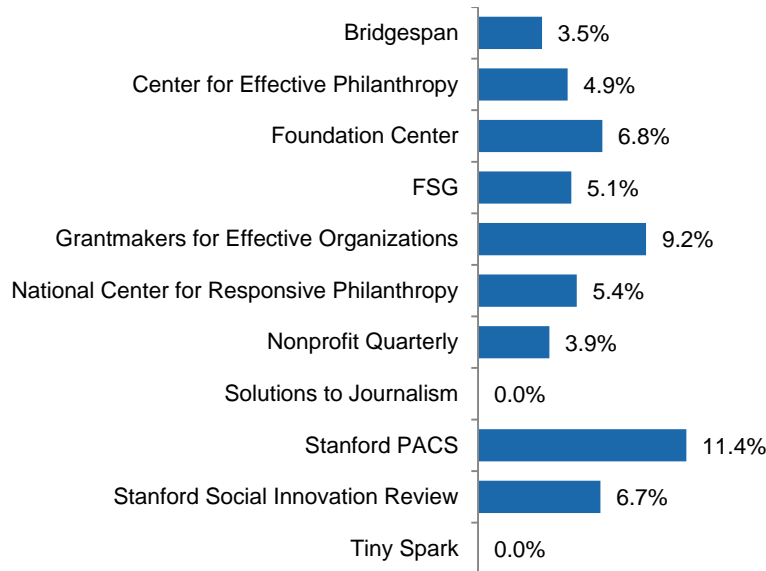 Bridgespan 3.5%
Center for Effective Philanthropy 4.9%
Foundation Center 6.8%
FSG 5.1%
Grantmakers for Effective Organizations 9.2%
National Center for Responsive Philanthropy 5.4%
Nonprofit Quarterly 3.9%
Solutions to Journalism 0.0%
Stanford PACS 11.4%
Stanford Social Innovation Review 6.7%
Tiny Spark 0.0%